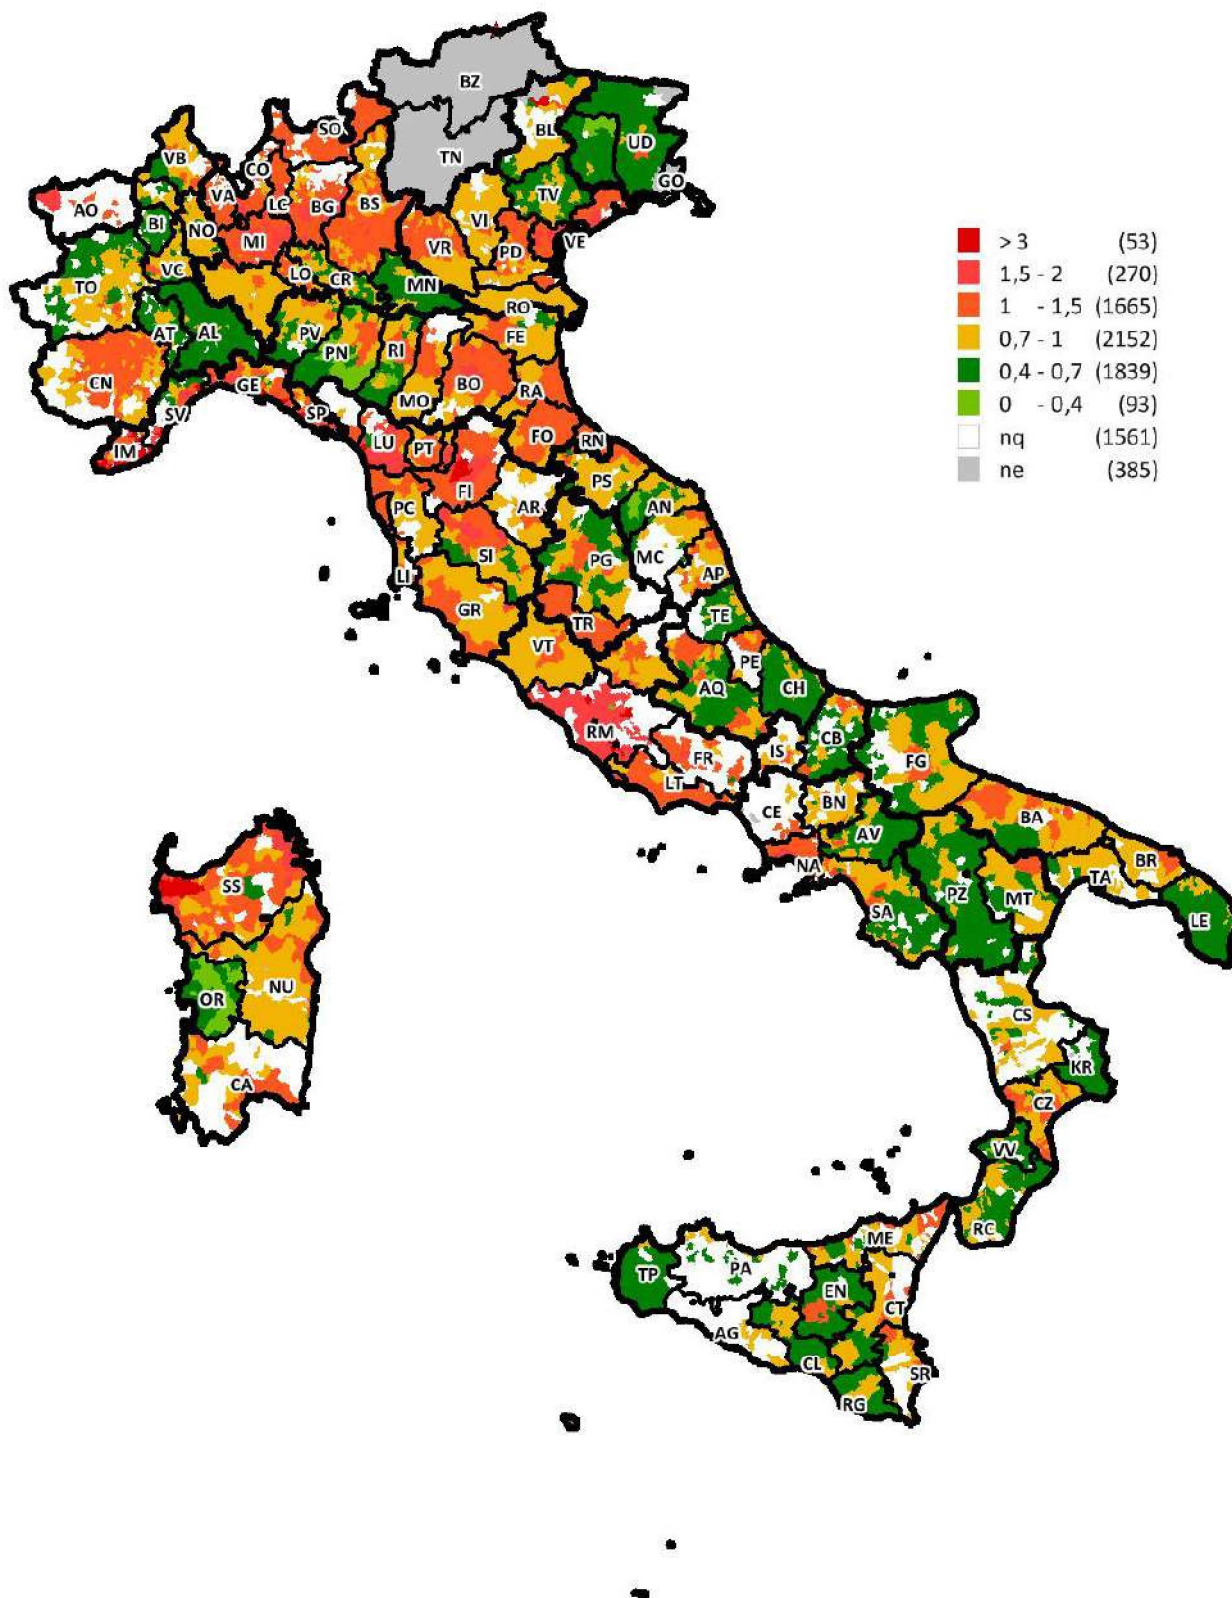 BZ
SO
BL
UD
TN
VB
CO
GO
VA
LC
BG
BS
TV
AO
VI
BI
NO
MI
VR
PD
VE
> 3 (53)
1,5 - 2 (270)
1 - 1,5 (1665)
0,7 - 1 (2152)
0,4 - 0,7 (1839)
0 - 0,4 (93)
nq (1561)
ne (385)
VC
LO
CR
MN
TO
RO
AT
AL
PV
PN
RI
FE
CN
GE
BO
RA
MO
SV
SP
LU
PT
FO
RN
IM
FI
PS
PC
AR
AN
SI
PG
MC
LI
AP
GR
TE
TR
VT
PE
AQ
CH
RM
CB
IS
FR
FG
LT
CE
BN
BA
AV
NA
BR
SS
TA
PZ
MT
SA
LE
OR
NU
CS
KR
CA
CZ
VV
RC
ME
TP
PA
EN
CT
AG
CL
SR
RG